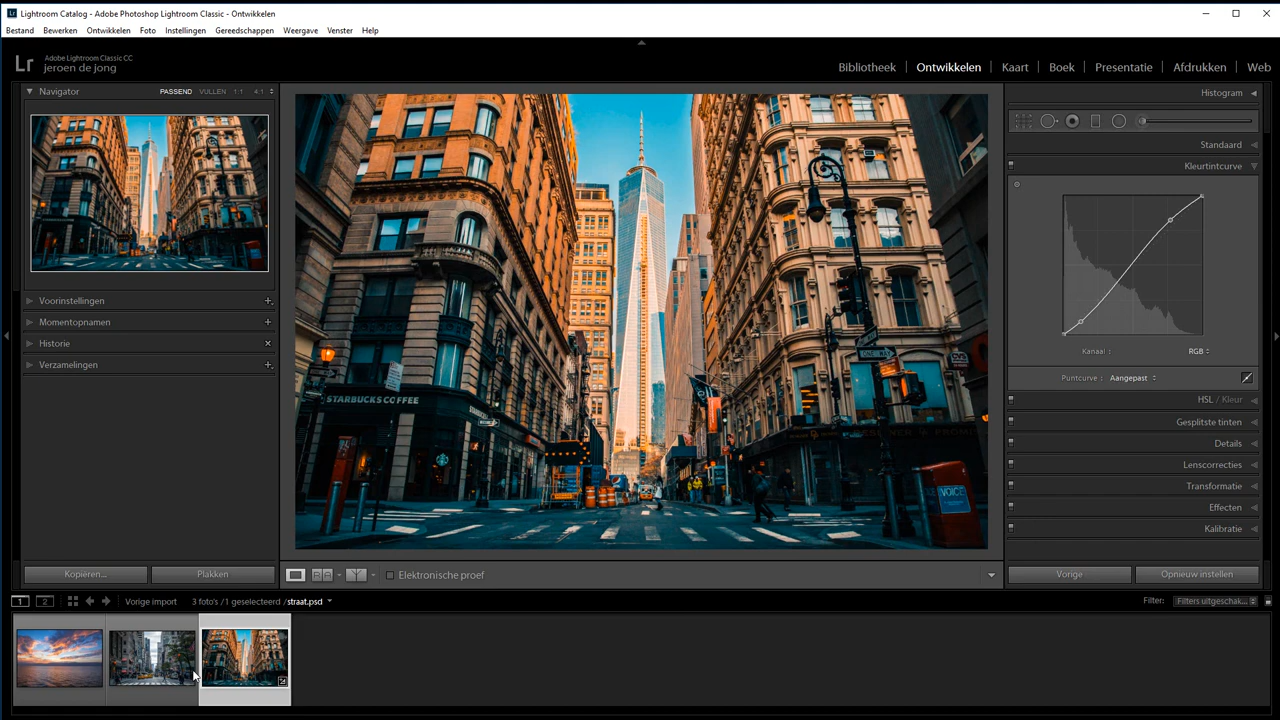 Lightroom Catalog - Adobe Photoshop Lightroom Classic - Ontwikkelen
Bestand Bewerken Ontwikkelen Foto Instellingen Gereedschappen Weergave Venster Help
Lr Adobe Lightroom Classic CC
jeroen de jong
Bibliotheek Ontwikkelen Kaart Boek Presentatie Afdrukken Web
Navigator PASSEND VULLEN 1:1 4:1
Voorinstellingen
Momentopnamen
Historie
Verzamelingen
Kopiëren... Plakken
STARBUCKS COFFEE
ONE WAY
VOICE
Histogram
Standaard
Kleurtintcurve
Kanaal : RGB
Puntcurve : Aangepast
HSL / Kleur
Gesplitste tinten
Details
Lenscorrecties
Transformatie
Effecten
Kalibratie
Vorige Opnieuw instellen
Elektronische proef
1 2 Vorige import 3 foto's /1 geselecteerd /straat.psd
Filter: Filters uitgeschak...